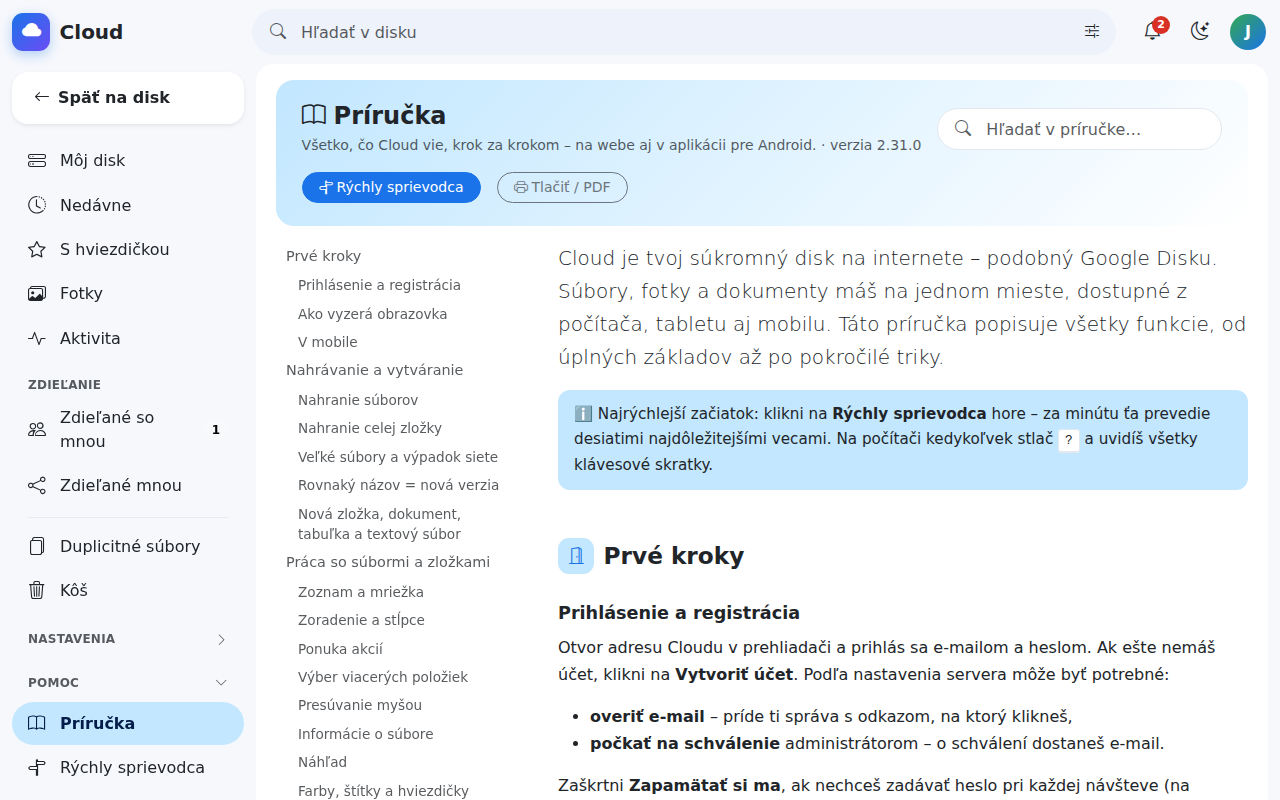 Cloud
Hľadať v disku
2
J
Späť na disk
Môj disk
Nedávne
S hviezdičkou
Fotky
Aktivita
ZDIEĽANIE
Zdieľané so
mnou
1
Zdieľané mnou
Duplicitné súbory
Kôš
NASTAVENIA
POMOC
Príručka
Rýchly sprievodca
Príručka
Všetko, čo Cloud vie, krok za krokom – na webe aj v aplikácii pre Android. · verzia 2.31.0
Hľadať v príručke…
Rýchly sprievodca
Tlačiť / PDF
Prvé kroky
Prihlásenie a registrácia
Ako vyzerá obrazovka
V mobile
Nahrávanie a vytváranie
Nahranie súborov
Nahranie celej zložky
Veľké súbory a výpadok siete
Rovnaký názov = nová verzia
Nová zložka, dokument,
tabuľka a textový súbor
Práca so súbormi a zložkami
Zoznam a mriežka
Zoradenie a stĺpce
Ponuka akcií
Výber viacerých položiek
Presúvanie myšou
Informácie o súbore
Náhľad
Farby, štítky a hviezdičky
Cloud je tvoj súkromný disk na internete – podobný Google Disku.
Súbory, fotky a dokumenty máš na jednom mieste, dostupné z
počítača, tabletu aj mobilu. Táto príručka popisuje všetky funkcie, od
úplných základov až po pokročilé triky.
ℹ️ Najrýchlejší začiatok: klikni na Rýchly sprievodca hore – za minútu ťa prevedie
desiatimi najdôležitejšími vecami. Na počítači kedykoľvek stlač ? a uvidíš všetky
klávesové skratky.
Prvé kroky
Prihlásenie a registrácia
Otvor adresu Cloudu v prehliadači a prihlás sa e-mailom a heslom. Ak ešte nemáš
účet, klikni na Vytvoriť účet. Podľa nastavenia servera môže byť potrebné:
• overiť e-mail – príde ti správa s odkazom, na ktorý klikneš,
• počkať na schválenie administrátorom – o schválení dostaneš e-mail.
Zaškrtni Zapamätať si ma, ak nechceš zadávať heslo pri každej návšteve (na